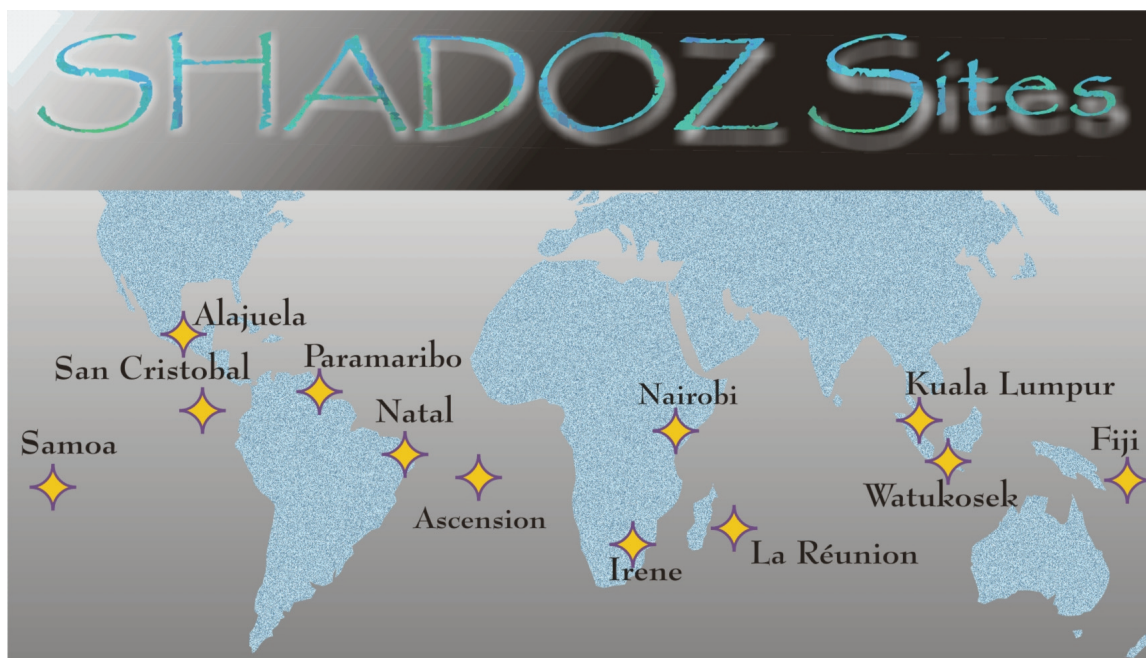 SHADOZ Sites
Alajuela
San Cristobal
Paramaribo
Natal
Samoa
Ascension
Nairobi
Irene
La Réunion
Kuala Lumpur
Watukosek
Fiji